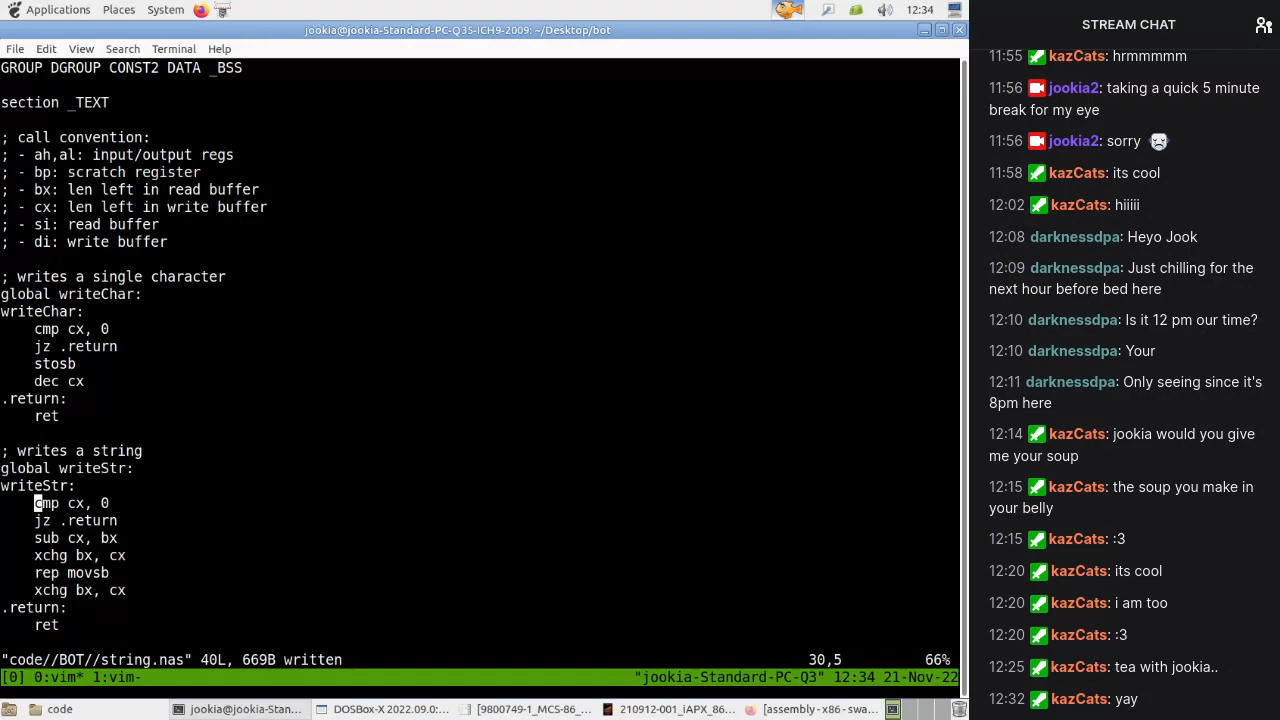 Applications Places System 12:34
jookia@jookia-Standard-PC-Q35-ICH9-2009: ~/Desktop/bot
File Edit View Search Terminal Help
GROUP DGROUP CONST2 DATA _BSS
section _TEXT
; call convention:
; - ah,al: input/output regs
; - bp: scratch register
; - bx: len left in read buffer
; - cx: len left in write buffer
; - si: read buffer
; - di: write buffer
; writes a single character
global writeChar:
writeChar:
cmp cx, 0
jz .return
stosb
dec cx
.return:
ret
; writes a string
global writeStr:
writeStr:
cmp cx, 0
jz .return
sub cx, bx
xchg bx, cx
rep movsb
xchg bx, cx
.return:
ret
"code//BOT//string.nas" 40L, 669B written 30,5 66%
[0] 0:vim* 1:vim- "jookia-Standard-PC-Q3" 12:34 21-Nov-22
code jookia@jookia-Stan... DOSBOX 2022.09.0:... [9800749-1_MCS-86_... 210912-001_iAPX_86... [assembly - x86 - swa...
STREAM CHAT
11:55 kazCats: hrmmmmm
11:56 jookia2: taking a quick 5 minute
break for my eye
11:56 jookia2: sorry
11:58 kazCats: its cool
12:02 kazCats: hiiiii
12:08 darknessdpa: Heyo Jook
12:09 darknessdpa: Just chilling for the
next hour before bed here
12:10 darknessdpa: Is it 12 pm our time?
12:10 darknessdpa: Your
12:11 darknessdpa: Only seeing since it's
8pm here
12:14 kazCats: jookia would you give
me your soup
12:15 kazCats: the soup you make in
your belly
12:15 kazCats: :3
12:20 kazCats: its cool
12:20 kazCats: i am too
12:20 kazCats: :3
12:25 kazCats: tea with jookia..
12:32 kazCats: yay